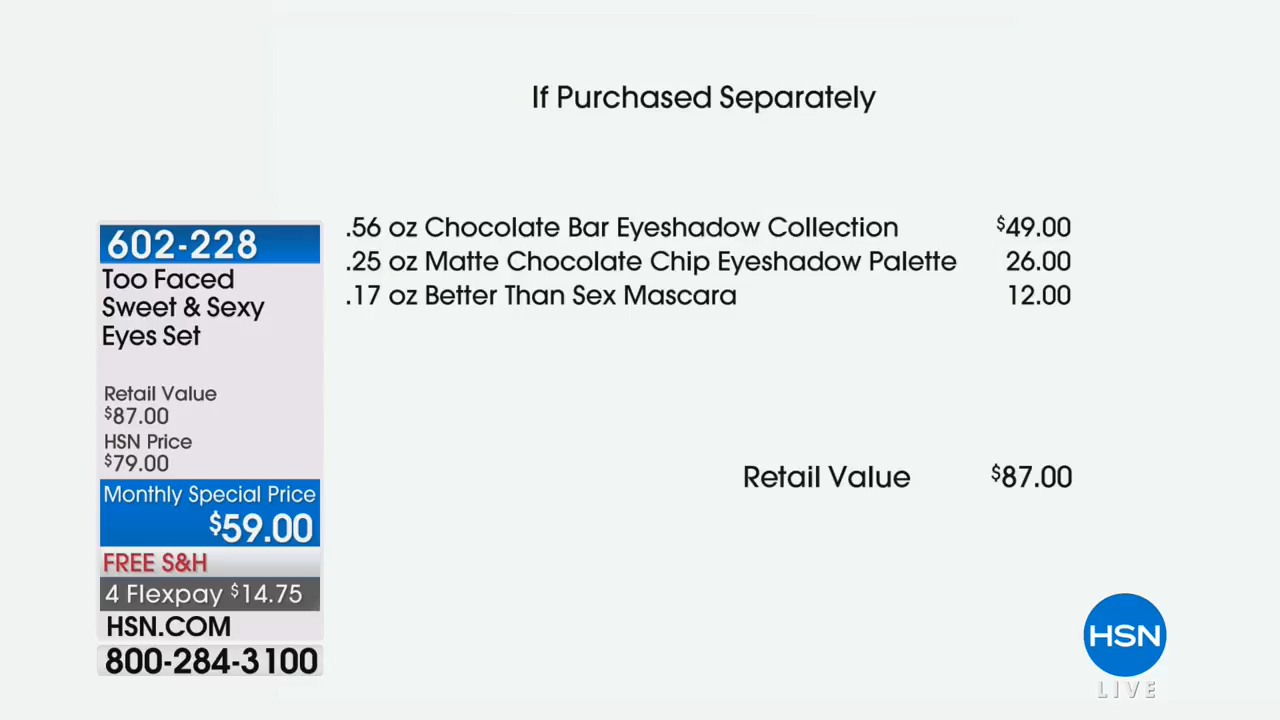 If Purchased Separately
.56 oz Chocolate Bar Eyeshadow Collection $49.00
.25 oz Matte Chocolate Chip Eyeshadow Palette 26.00
.17 oz Better Than Sex Mascara 12.00
Retail Value $87.00
602-228
Too Faced
Sweet & Sexy
Eyes Set
Retail Value
$87.00
HSN Price
$79.00
Monthly Special Price
$59.00
FREE S&H
4 Flexpay $14.75
HSN.COM
800-284-3100
HSN
LIVE